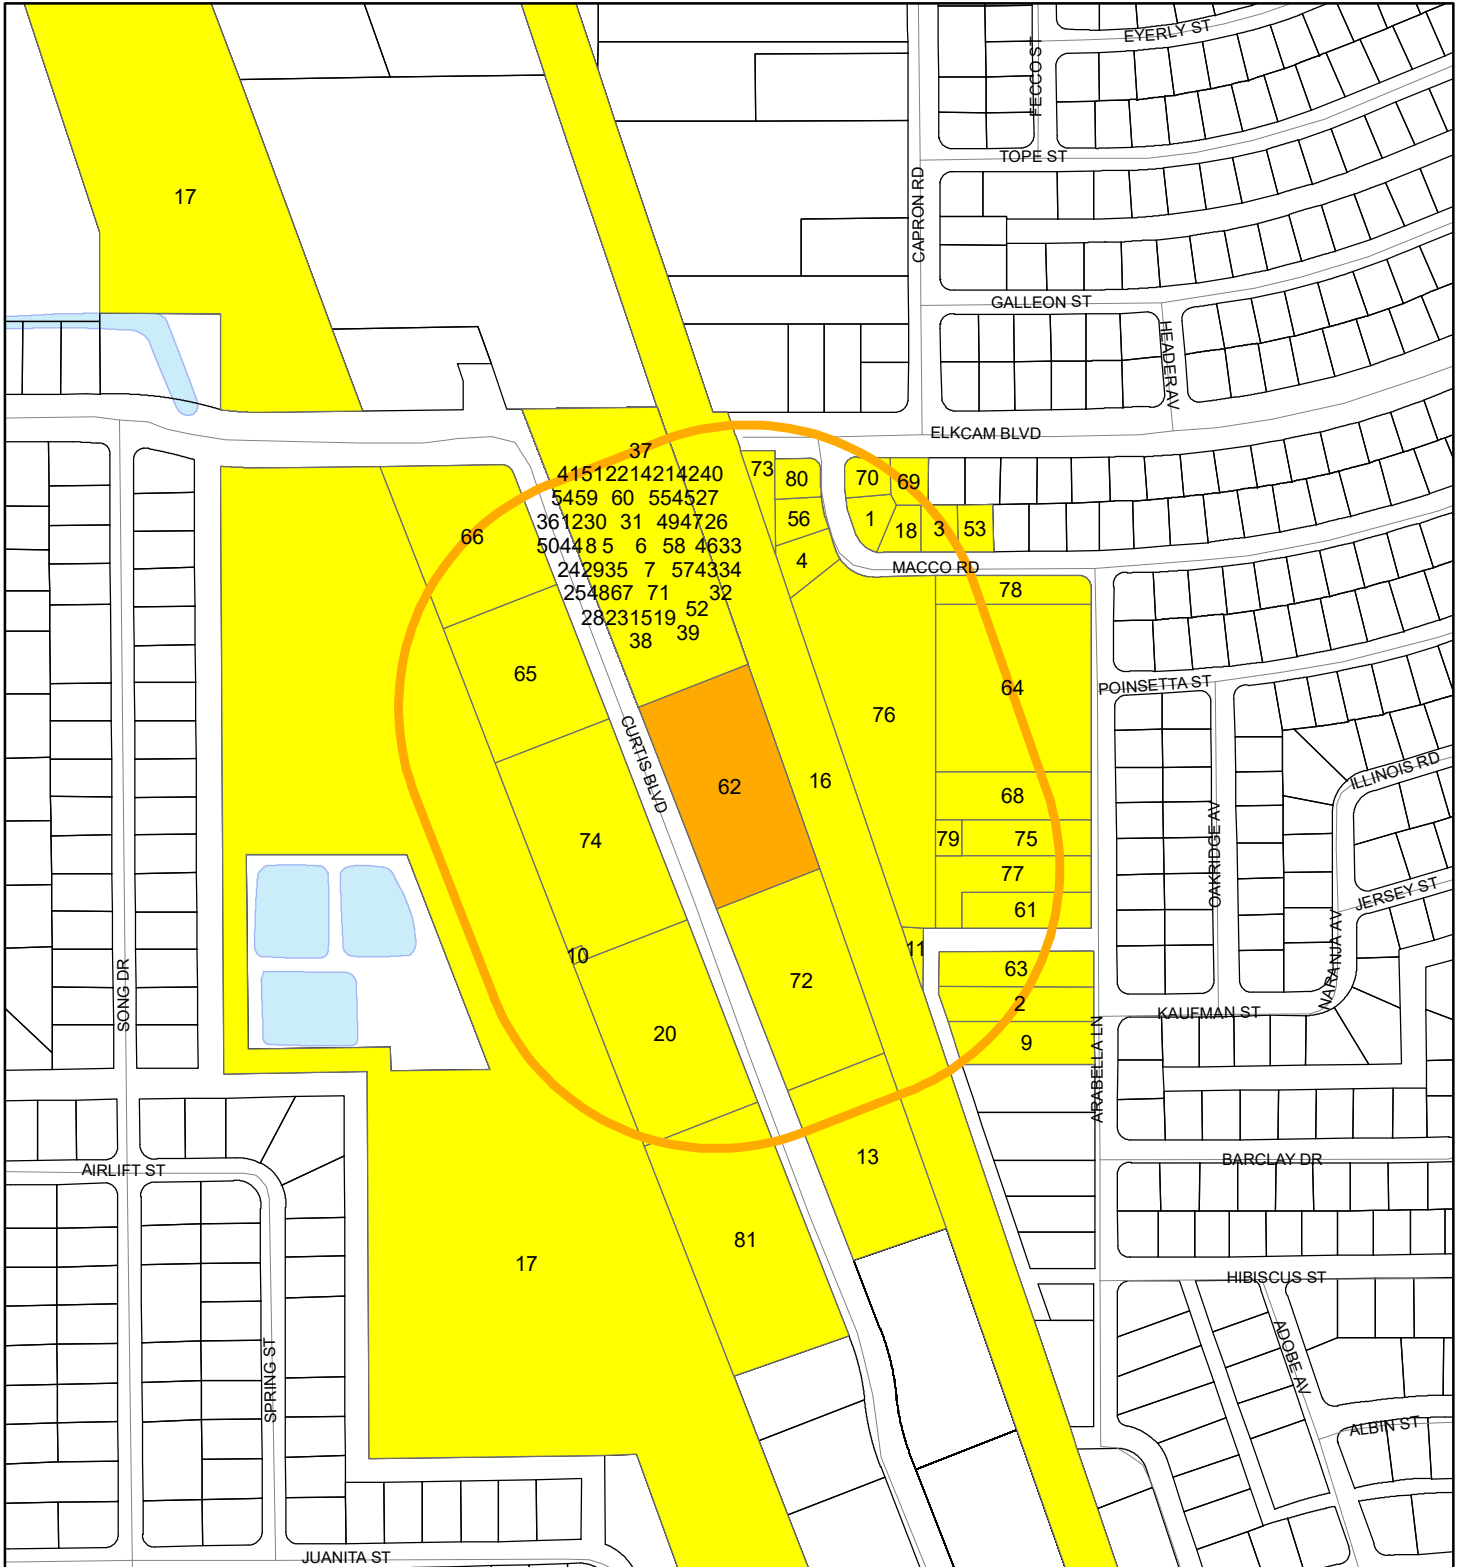 EYERLY ST
FECCO ST
TOPE ST
17
CAPRON RD
GALLEON ST
HEADER AV
ELKCAM BLVD
37
41511221421424​0
73
80
70
69
5459 60 554527
361230 31 494726
56
1
18
3
53
66
50448 5 6 58 4633
4
MACCO RD
242935 7 574334
78
254867 71 32
28231519 52
38 39
65
64
POINSETTA ST
CURTIS BLVD
76
62
16
68
ILLINOIS RD
74
79
75
OAKRIDGE AV
77
JERSEY ST
61
10
11
NARANJA AV
63
72
SONG DR
2
KAUFMAN ST
20
9
ARABELLA LN
13
BARCLAY DR
AIRLIFT ST
81
17
HIBISCUS ST
ADOBE AV
SPRING ST
ALBIN ST
JUANITA ST